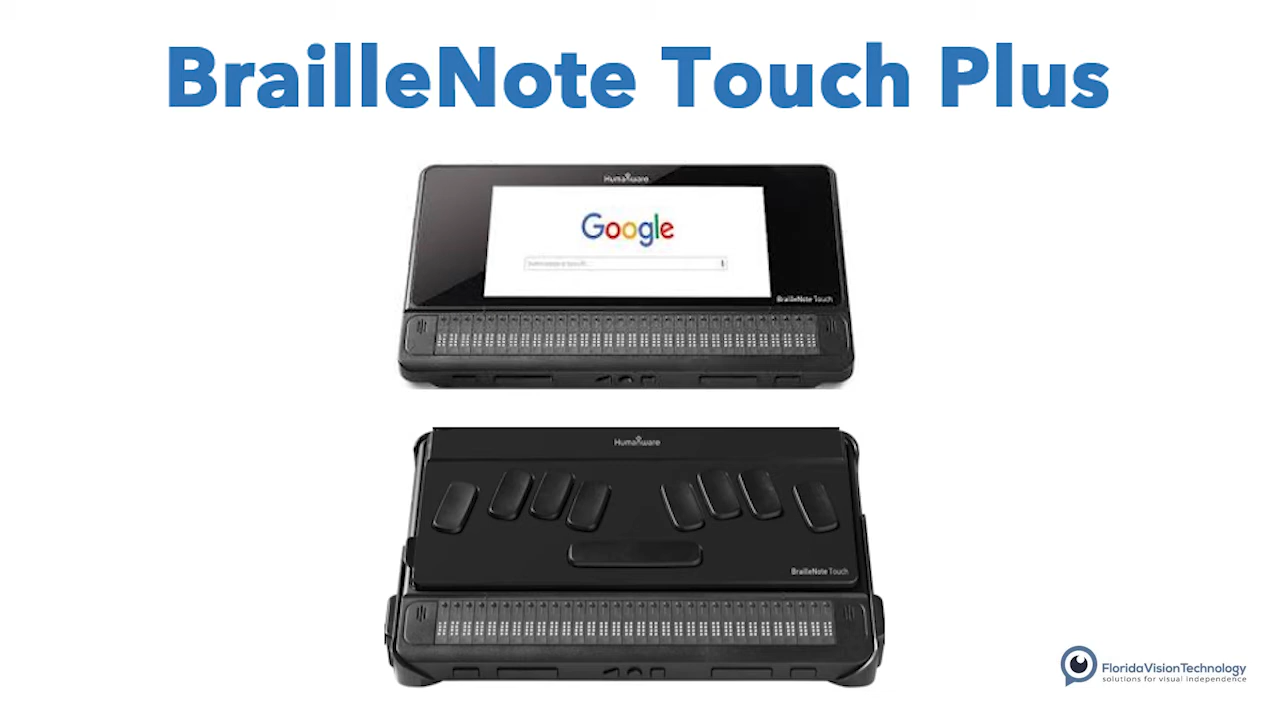 BrailleNote Touch Plus
HumanWare
Google
BrailleNote Touch
HumanWare
BrailleNote Touch
FloridaVisionTechnology
solutions for visual independence